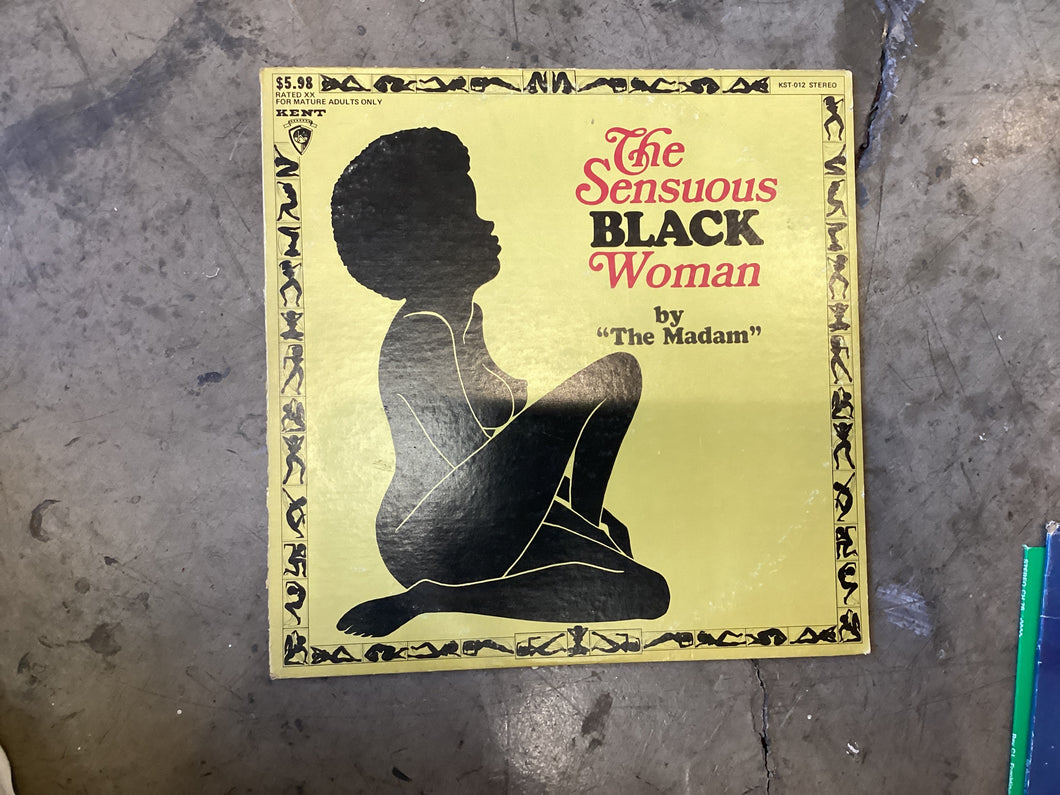 $5.98
RATED XX
FOR MATURE ADULTS ONLY
KENT
KST-012 STEREO
The
Sensuous
BLACK
Woman
by
"The Madam"